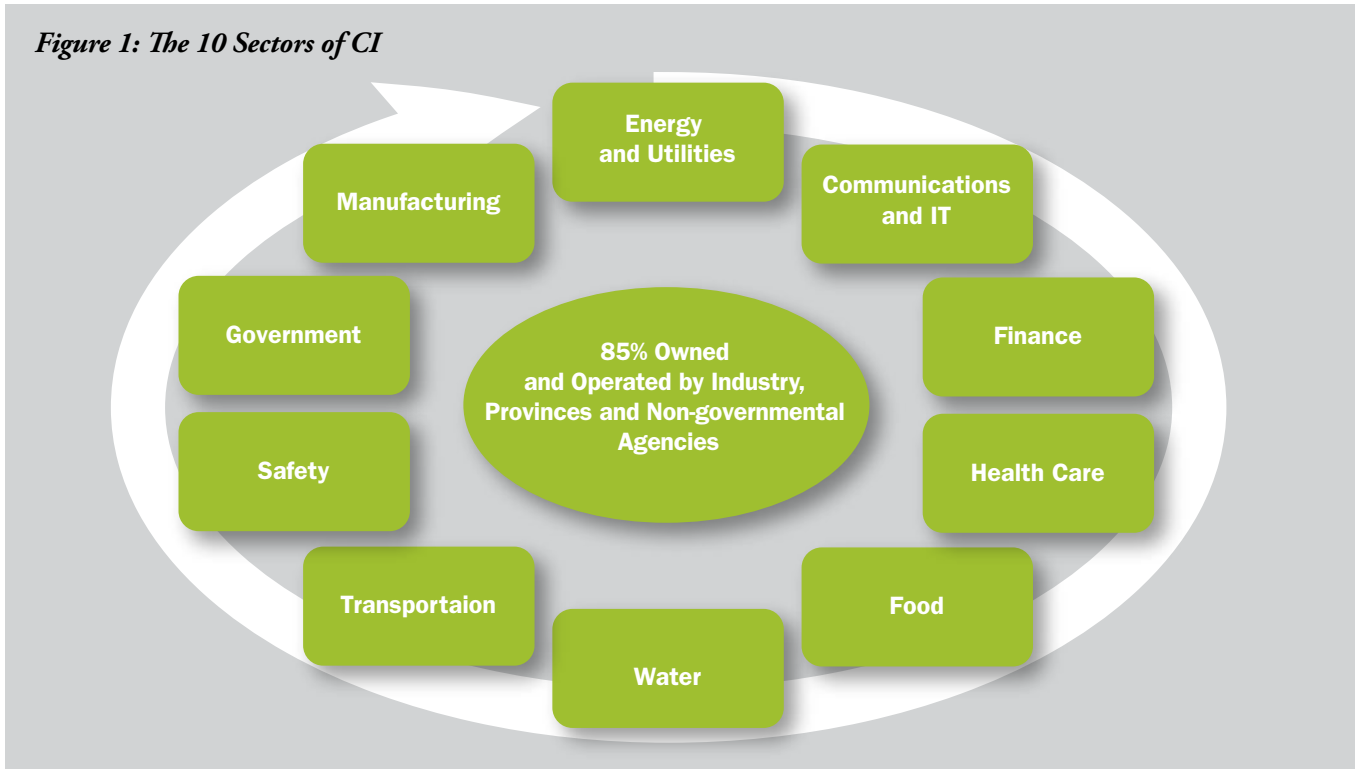 Figure 1: The 10 Sectors of CI
Energy
and Utilities
Communications
and IT
Finance
Health Care
Food
Water
Transportaion
Safety
Government
Manufacturing
85% Owned
and Operated by Industry,
Provinces and Non-governmental
Agencies